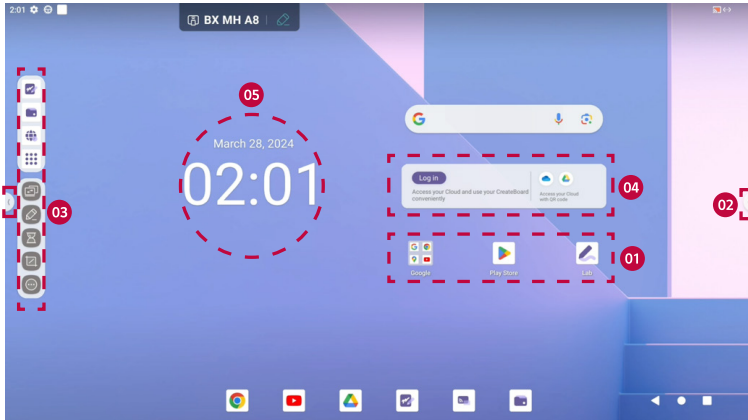 2:01
BX MH A8
05
March 28, 2024
02:01
03
Log in
Access your Cloud and use your CreateBoard
conveniently
Access your Cloud
with QR code
04
02
01
Google
Play Store
Lab